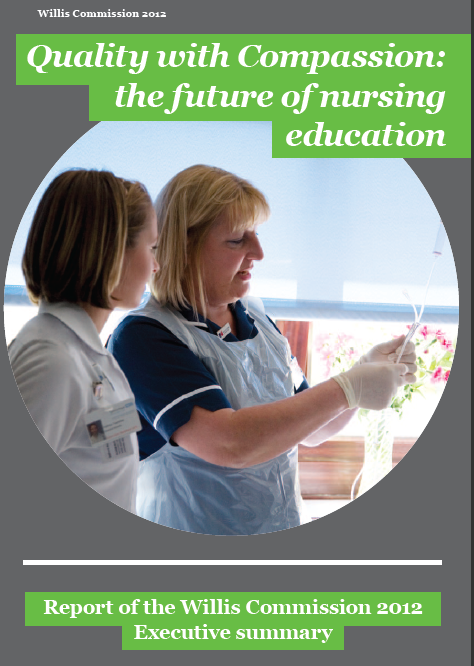 Willis Commission 2012
Quality with Compassion:
the future of nursing
education
Report of the Willis Commission 2012
Executive summary